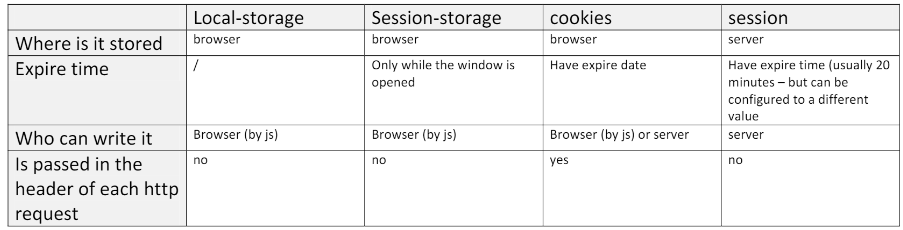 Local-storage Session-storage cookies session
Where is it stored browser browser browser server
Expire time / Only while the window is opened Have expire date Have expire time (usually 20 minutes – but can be configured to a different value
Who can write it Browser (by js) Browser (by js) Browser (by js) or server server
Is passed in the header of each http request no no yes no